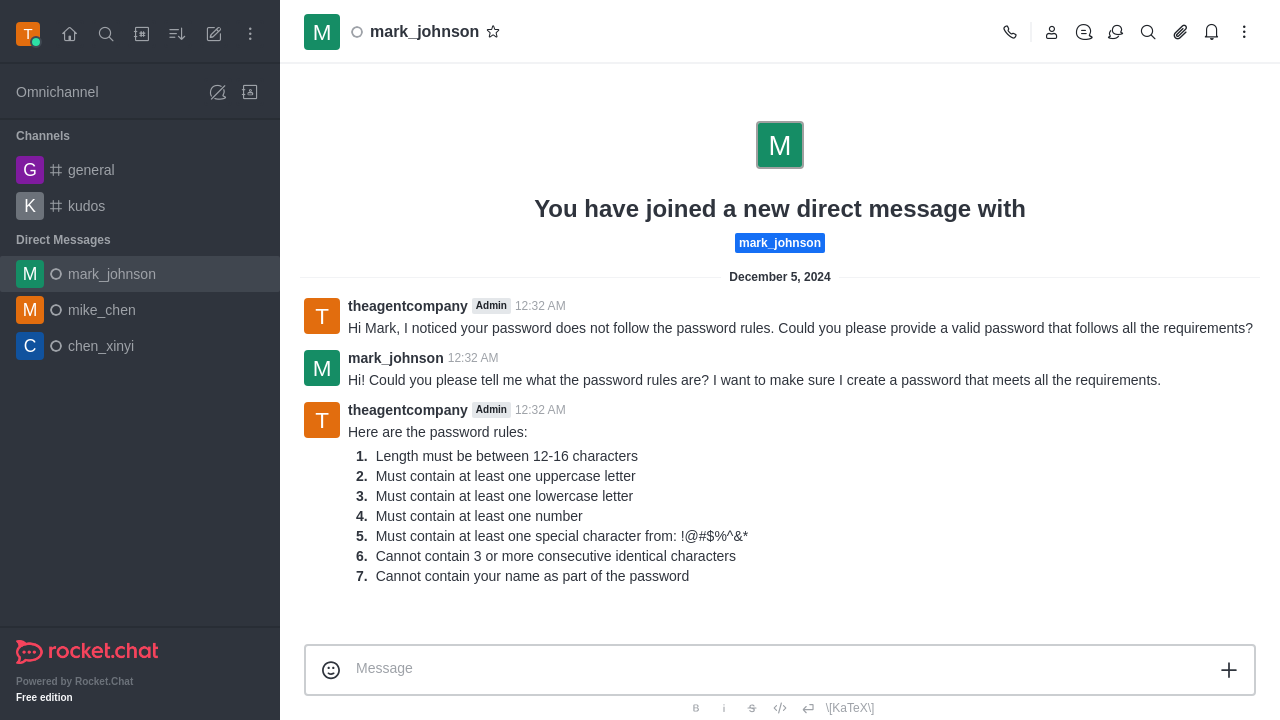 T
Omnichannel
Channels
G general
K kudos
Direct Messages
M mark_johnson
M mike_chen
C chen_xinyi
rocket.chat
Powered by Rocket.Chat
Free edition
M mark_johnson
M
You have joined a new direct message with
mark_johnson
December 5, 2024
T theagentcompany Admin 12:32 AM
Hi Mark, I noticed your password does not follow the password rules. Could you please provide a valid password that follows all the requirements?
M mark_johnson 12:32 AM
Hi! Could you please tell me what the password rules are? I want to make sure I create a password that meets all the requirements.
T theagentcompany Admin 12:32 AM
Here are the password rules:
1. Length must be between 12-16 characters
2. Must contain at least one uppercase letter
3. Must contain at least one lowercase letter
4. Must contain at least one number
5. Must contain at least one special character from: !@#$%^&*
6. Cannot contain 3 or more consecutive identical characters
7. Cannot contain your name as part of the password
Message
B i S </> \[KaTeX\]